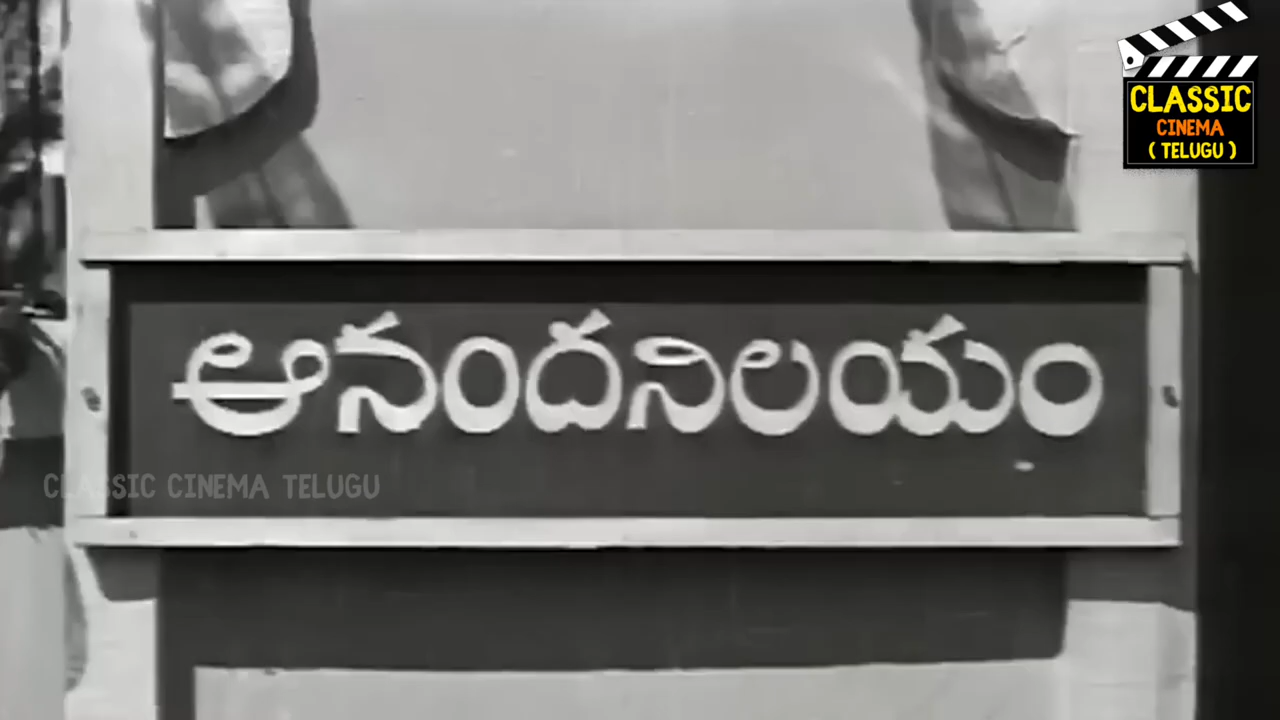 CLASSIC
CINEMA
( TELUGU )
ఆనందనిలయం
CLASSIC CINEMA TELUGU